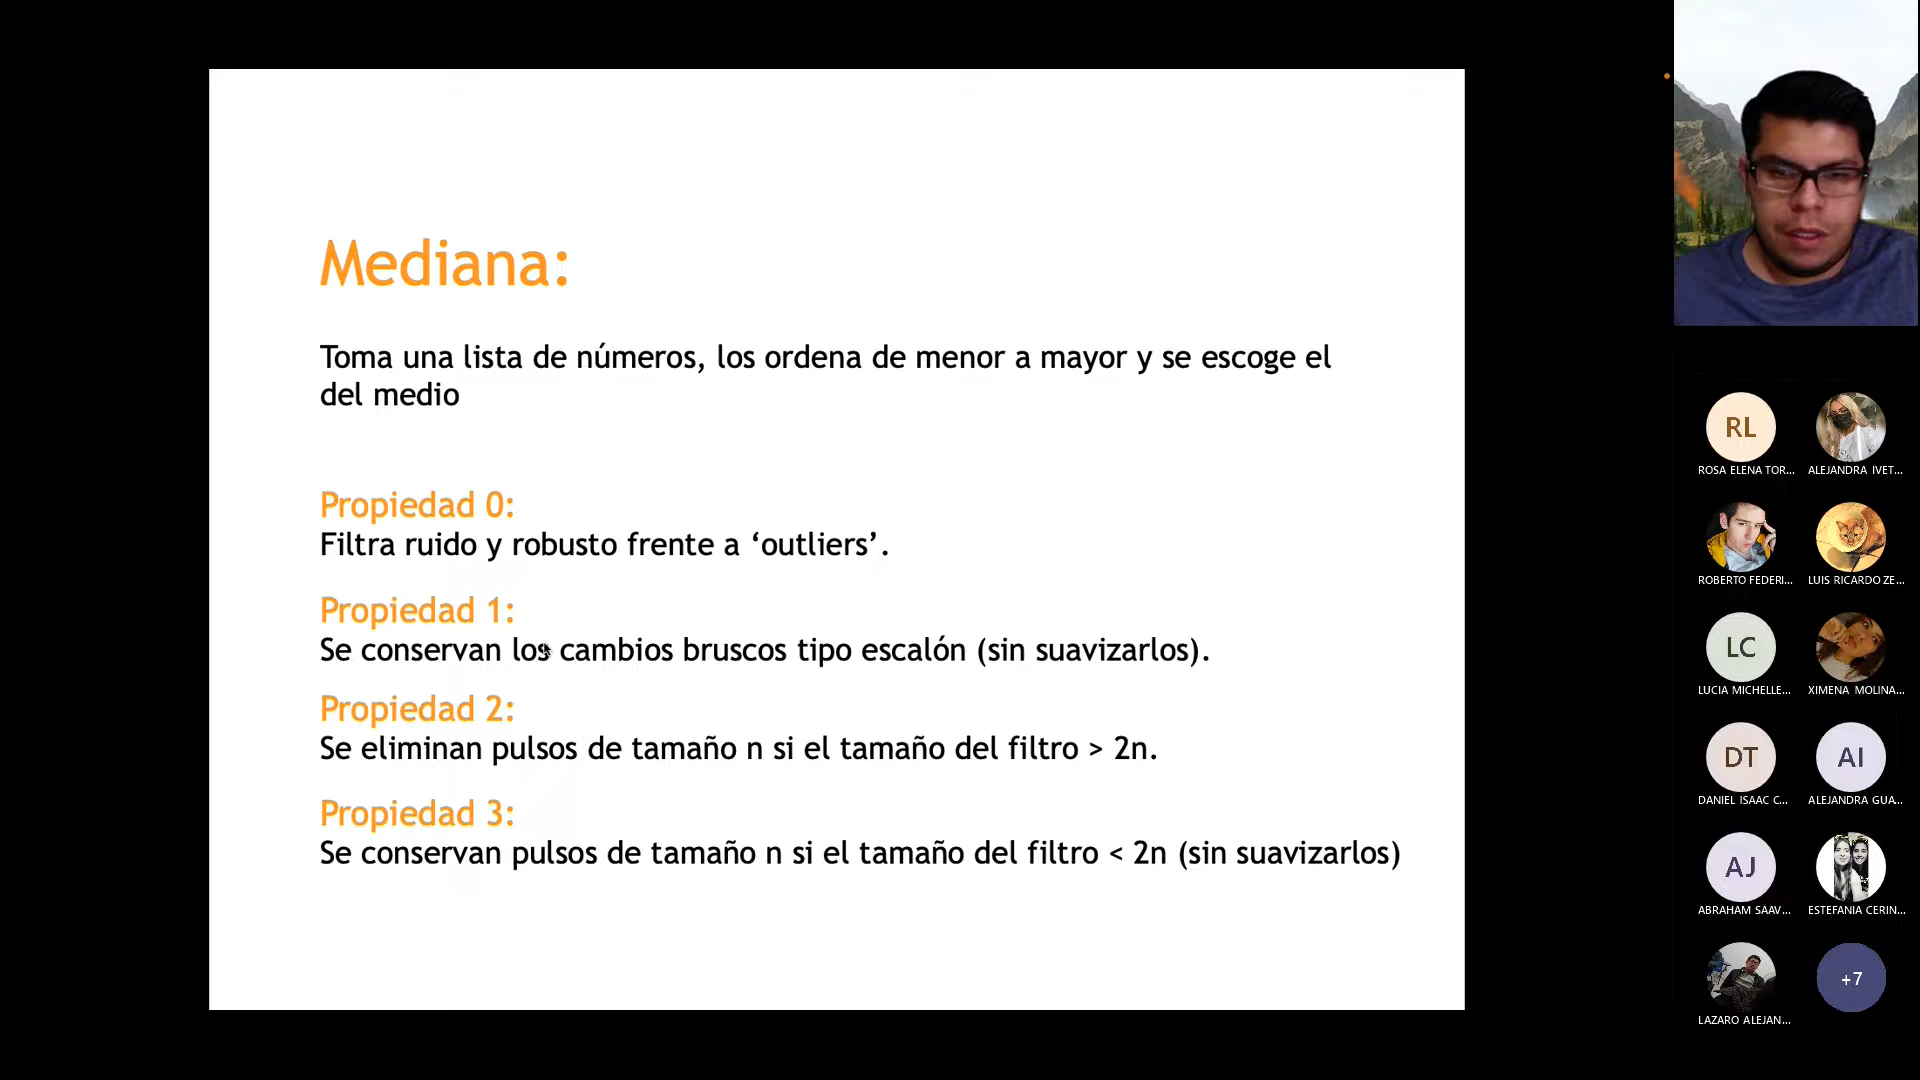 Mediana:
Toma una lista de números, los ordena de menor a mayor y se escoge el
del medio
Propiedad 0:
Filtra ruido y robusto frente a ‘outliers’.
Propiedad 1:
Se conservan los cambios bruscos tipo escalón (sin suavizarlos).
Propiedad 2:
Se eliminan pulsos de tamaño n si el tamaño del filtro > 2n.
Propiedad 3:
Se conservan pulsos de tamaño n si el tamaño del filtro < 2n (sin suavizarlos)
RL
ROSA ELENA TOR...
ALEJANDRA IVET...
ROBERTO FEDERI...
LUIS RICARDO ZE...
LC
LUCIA MICHELLE...
XIMENA MOLINA...
DT
DANIEL ISAAC C...
AI
ALEJANDRA GUA...
AJ
ABRAHAM SAAV...
ESTEFANIA CERIN...
LAZARO ALEJAN...
+7